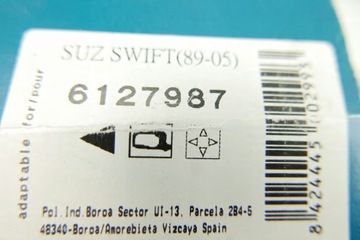 SUZ SWIFT(89-05)
6127987
adaptable for/pour
Pol.Ind.Boroa Sector UI-13, Parcela 2B4-5
48340-Boroa/Amorebieta Vizcaya Spain
8 424445 02995